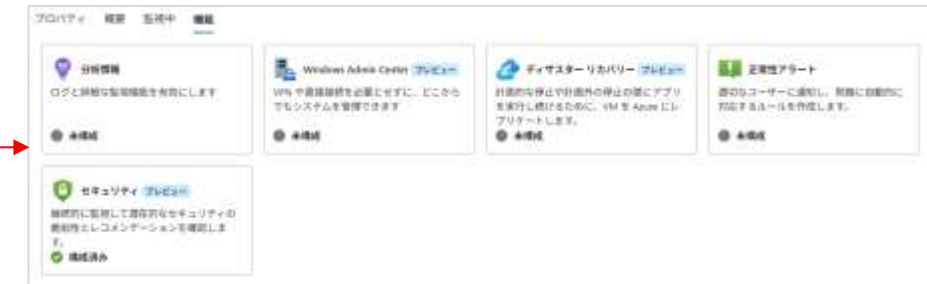 プロパティ 概要 監視中 機能
分析情報
ログと詳細な監視機能を有効にします
未構成
Windows Admin Center プレビュー
VPN や直接接続を必要とせずに、どこから
でもシステムを管理できます
未構成
ディザスター リカバリー プレビュー
計画的な停止や計画外の停止の際にアプリ
を実行し続けるために、VM を Azure にレ
プリケートします。
未構成
正常性アラート
適切なユーザーに通知し、問題に自動的に
対応するルールを作成します。
未構成
セキュリティ プレビュー
継続的に監視して潜在的なセキュリティの
脆弱性とレコメンデーションを確認しま
す。
構成済み